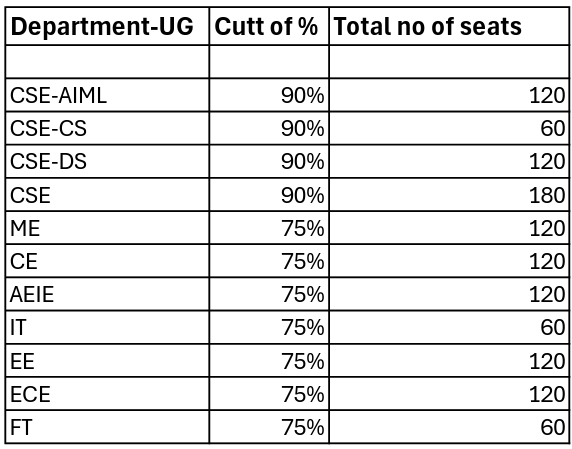 Department-UG Cutt of % Total no of seats
CSE-AIML 90% 120
CSE-CS 90% 60
CSE-DS 90% 120
CSE 90% 180
ME 75% 120
CE 75% 120
AEIE 75% 120
IT 75% 60
EE 75% 120
ECE 75% 120
FT 75% 60